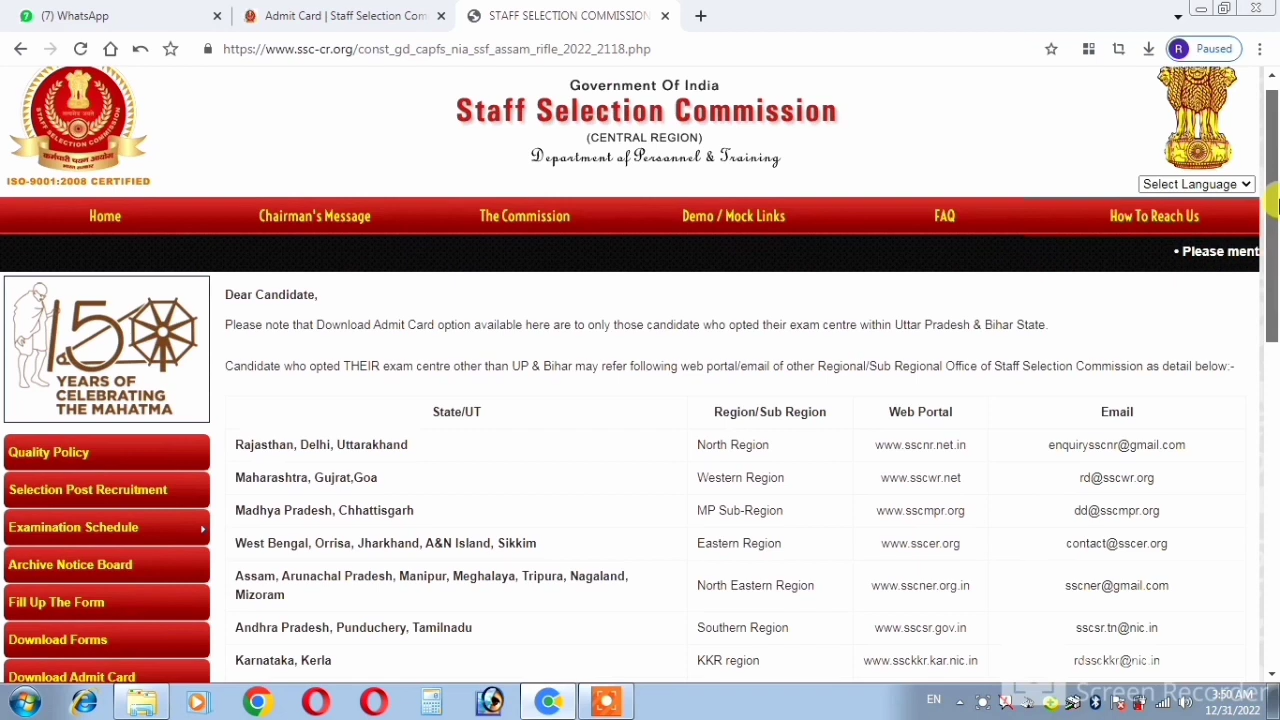 (7) WhatsApp
Admit Card | Staff Selection Com
STAFF SELECTION COMMISSION
https://www.ssc-cr.org/const_gd_capfs_nia_ssf_assam_rifle_2022_2118.php
R Paused
ISO-9001:2008 CERTIFIED
Government Of India
Staff Selection Commission
(CENTRAL REGION)
Department of Personnel & Training
Select Language
Home Chairman's Message The Commission Demo / Mock Links FAQ How To Reach Us
• Please ment
150
YEARS OF
CELEBRATING
THE MAHATMA
Quality Policy
Selection Post Recruitment
Examination Schedule
Archive Notice Board
Fill Up The Form
Download Forms
Download Admit Card
Dear Candidate,
Please note that Download Admit Card option available here are to only those candidate who opted their exam centre within Uttar Pradesh & Bihar State.
Candidate who opted THEIR exam centre other than UP & Bihar may refer following web portal/email of other Regional/Sub Regional Office of Staff Selection Commission as detail below:-
State/UT Region/Sub Region Web Portal Email
Rajasthan, Delhi, Uttarakhand North Region www.sscnr.net.in enquirysscnr@gmail.com
Maharashtra, Gujrat,Goa Western Region www.sscwr.net rd@sscwr.org
Madhya Pradesh, Chhattisgarh MP Sub-Region www.sscmpr.org dd@sscmpr.org
West Bengal, Orrisa, Jharkhand, A&N Island, Sikkim Eastern Region www.sscer.org contact@sscer.org
Assam, Arunachal Pradesh, Manipur, Meghalaya, Tripura, Nagaland,
Mizoram North Eastern Region www.sscner.org.in sscner@gmail.com
Andhra Pradesh, Punduchery, Tamilnadu Southern Region www.sscsr.gov.in sscsr.tn@nic.in
Karnataka, Kerla KKR region www.ssckkr.kar.nic.in rdssckkr@nic.in
EN
Screen Recorder
3:50 AM
12/31/2022